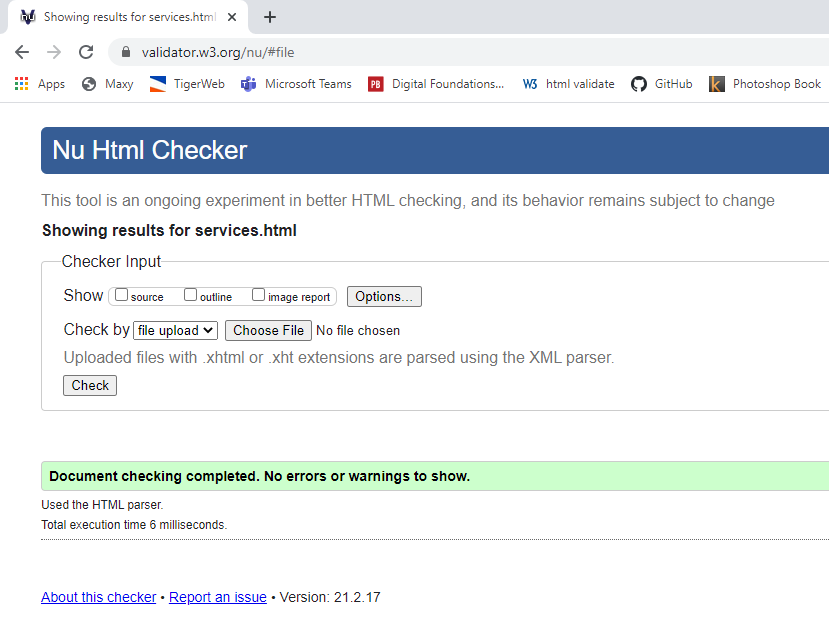 Showing results for services.html
validator.w3.org/nu/#file
Apps Maxy TigerWeb Microsoft Teams PB Digital Foundations... W3 html validate GitHub k Photoshop Book
Nu Html Checker
This tool is an ongoing experiment in better HTML checking, and its behavior remains subject to change
Showing results for services.html
Checker Input
Show source outline image report Options...
Check by file upload Choose File No file chosen
Uploaded files with .xhtml or .xht extensions are parsed using the XML parser.
Check
Document checking completed. No errors or warnings to show.
Used the HTML parser.
Total execution time 6 milliseconds.
About this checker • Report an issue • Version: 21.2.17